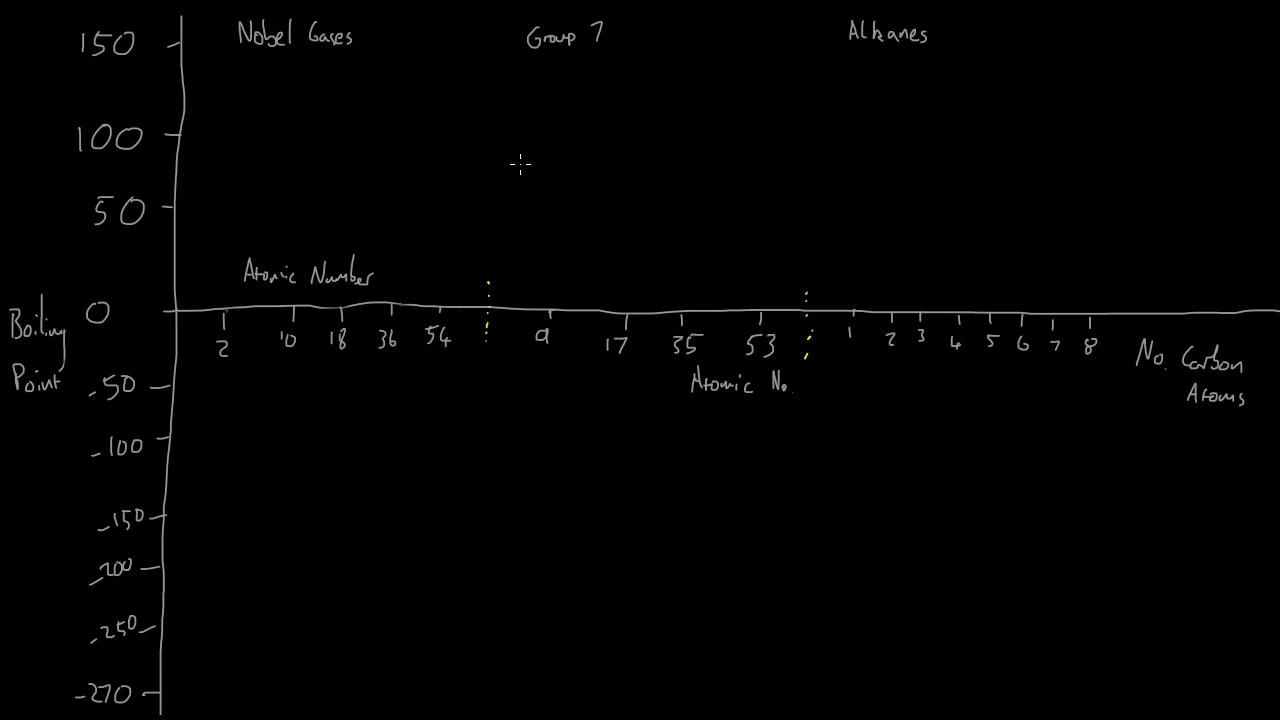 150 Nobel Gases Group 7 Alkanes
100
50
Atomic Number
0
2 10 18 36 54 9 17 35 53 1 2 3 4 5 6 7 8
Boiling
Point
No. Carbon
Atoms
Atomic No.
-50
-100
-150
-200
-250
-270